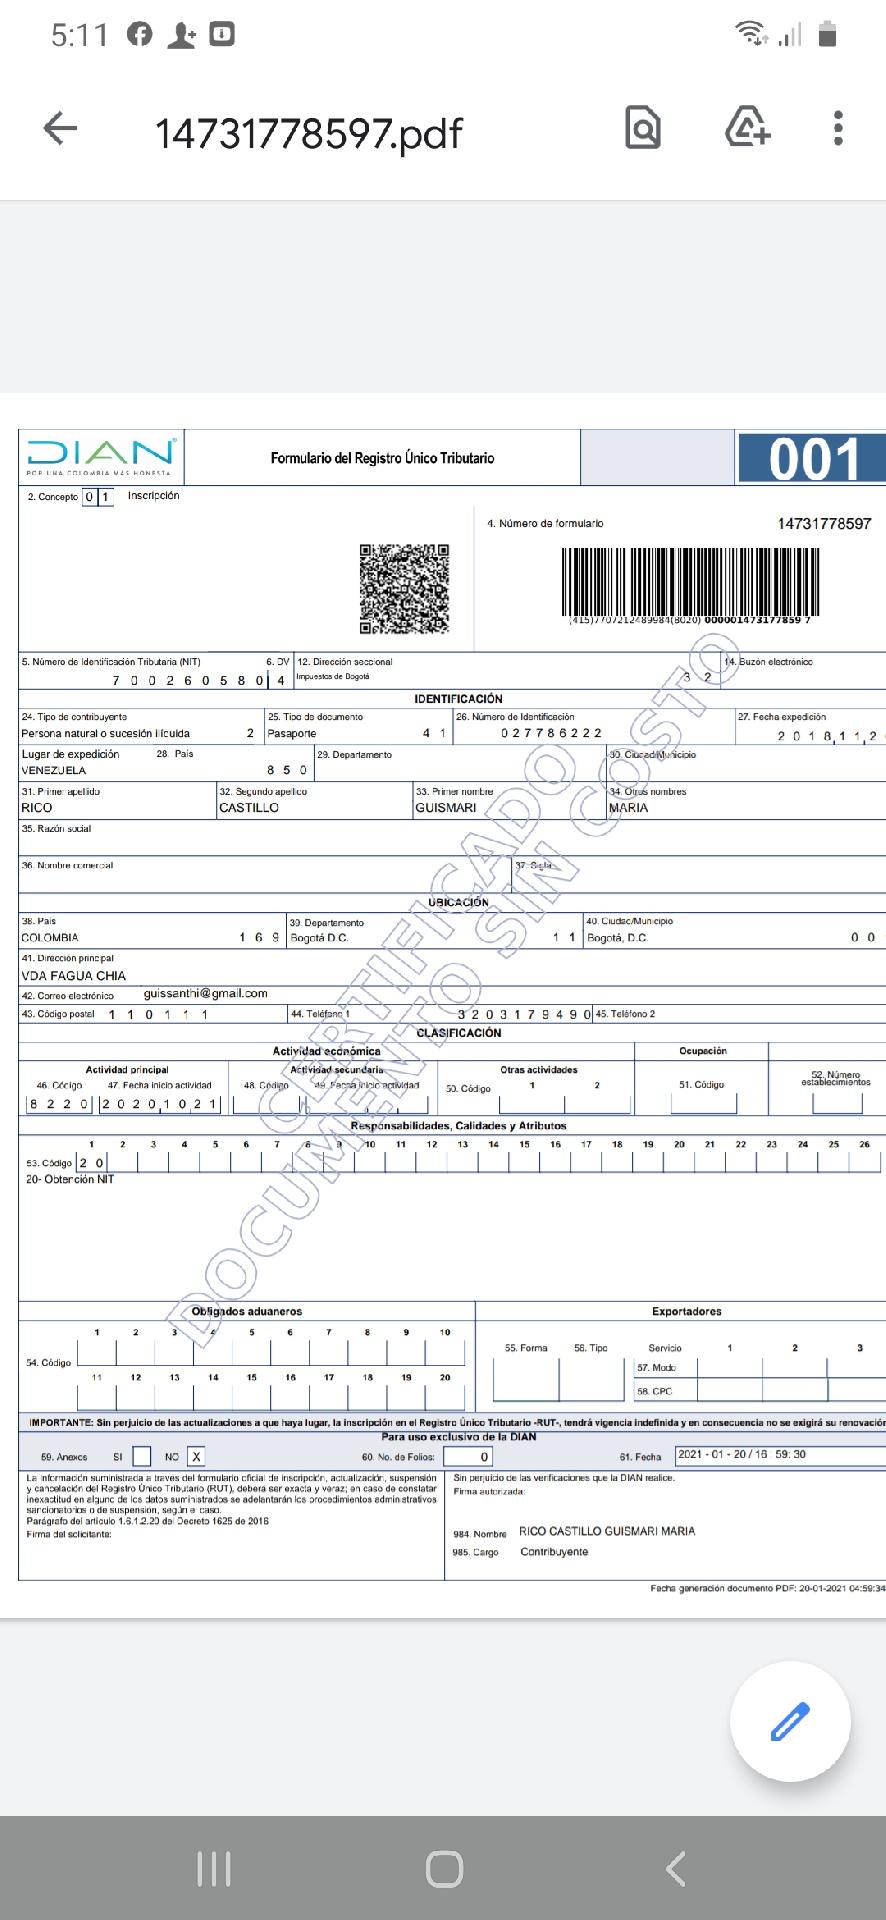 5:11
14731778597.pdf
DIAN
POR UNA COLOMBIA MÁS HONESTA
Formulario del Registro Único Tributario
001
2. Concepto 0 1 Inscripción
4. Número de formulario 14731778597
(415)7707212489984(8020) 000001473177859 7
5. Número de Identificación Tributaria (NIT) 6. DV 12. Dirección seccional 14. Buzón electrónico
7 0 0 2 6 0 5 8 0 4 Impuestos de Bogotá 3 2
IDENTIFICACIÓN
24. Tipo de contribuyente 25. Tipo de documento 26. Número de Identificación 27. Fecha expedición
Persona natural o sucesión ilíquida 2 Pasaporte 4 1 0 2 7 7 8 6 2 2 2 2 0 1 8 1 1 2
Lugar de expedición 28. País 29. Departamento 30. Ciudad/Municipio
VENEZUELA 8 5 0
31. Primer apellido 32. Segundo apellido 33. Primer nombre 34. Otros nombres
RICO CASTILLO GUISMARI MARIA
35. Razón social
36. Nombre comercial 37. Sigla
UBICACIÓN
38. País 39. Departamento 40. Ciudad/Municipio
COLOMBIA 1 6 9 Bogotá D.C. 1 1 Bogotá, D.C. 0 0
41. Dirección principal
VDA FAGUA CHIA
42. Correo electrónico guissanthi@gmail.com
43. Código postal 1 1 0 1 1 1 44. Teléfono 1 3 2 0 3 1 7 9 4 9 0 45. Teléfono 2
CLASIFICACIÓN
Actividad económica Ocupación
Actividad principal Actividad secundaria Otras actividades 52. Número establecimientos
46. Código 47. Fecha inicio actividad 48. Código 49. Fecha inicio actividad 50. Código 1 2 51. Código
8 2 2 0 2 0 2 0 1 0 2 1
Responsabilidades, Calidades y Atributos
1 2 3 4 5 6 7 8 9 10 11 12 13 14 15 16 17 18 19 20 21 22 23 24 25 26
53. Código 2 0
20- Obtención NIT
CERTIFICADO
DOCUMENTO SIN COSTO
Obligados aduaneros Exportadores
1 2 3 4 5 6 7 8 9 10
54. Código
11 12 13 14 15 16 17 18 19 20
55. Forma 56. Tipo Servicio 1 2 3
57. Modo
58. CPC
IMPORTANTE: Sin perjuicio de las actualizaciones a que haya lugar, la inscripción en el Registro Único Tributario -RUT-, tendrá vigencia indefinida y en consecuencia no se exigirá su renovación
Para uso exclusivo de la DIAN
59. Anexos SI NO X 60. No. de Folios: 0 61. Fecha 2021 - 01 - 20 / 16 : 59: 30
La información suministrada a través del formulario oficial de inscripción, actualización, suspensión
y cancelación del Registro Único Tributario (RUT), deberá ser exacta y veraz; en caso de constatar
inexactitud en alguno de los datos suministrados se adelantarán los procedimientos administrativos
sancionatorios o de suspensión, según el caso.
Parágrafo del artículo 1.6.1.2.20 del Decreto 1625 de 2016
Firma del solicitante:
Sin perjuicio de las verificaciones que la DIAN realice.
Firma autorizada:
984. Nombre RICO CASTILLO GUISMARI MARIA
985. Cargo Contribuyente
Fecha generación documento PDF: 20-01-2021 04:59:34